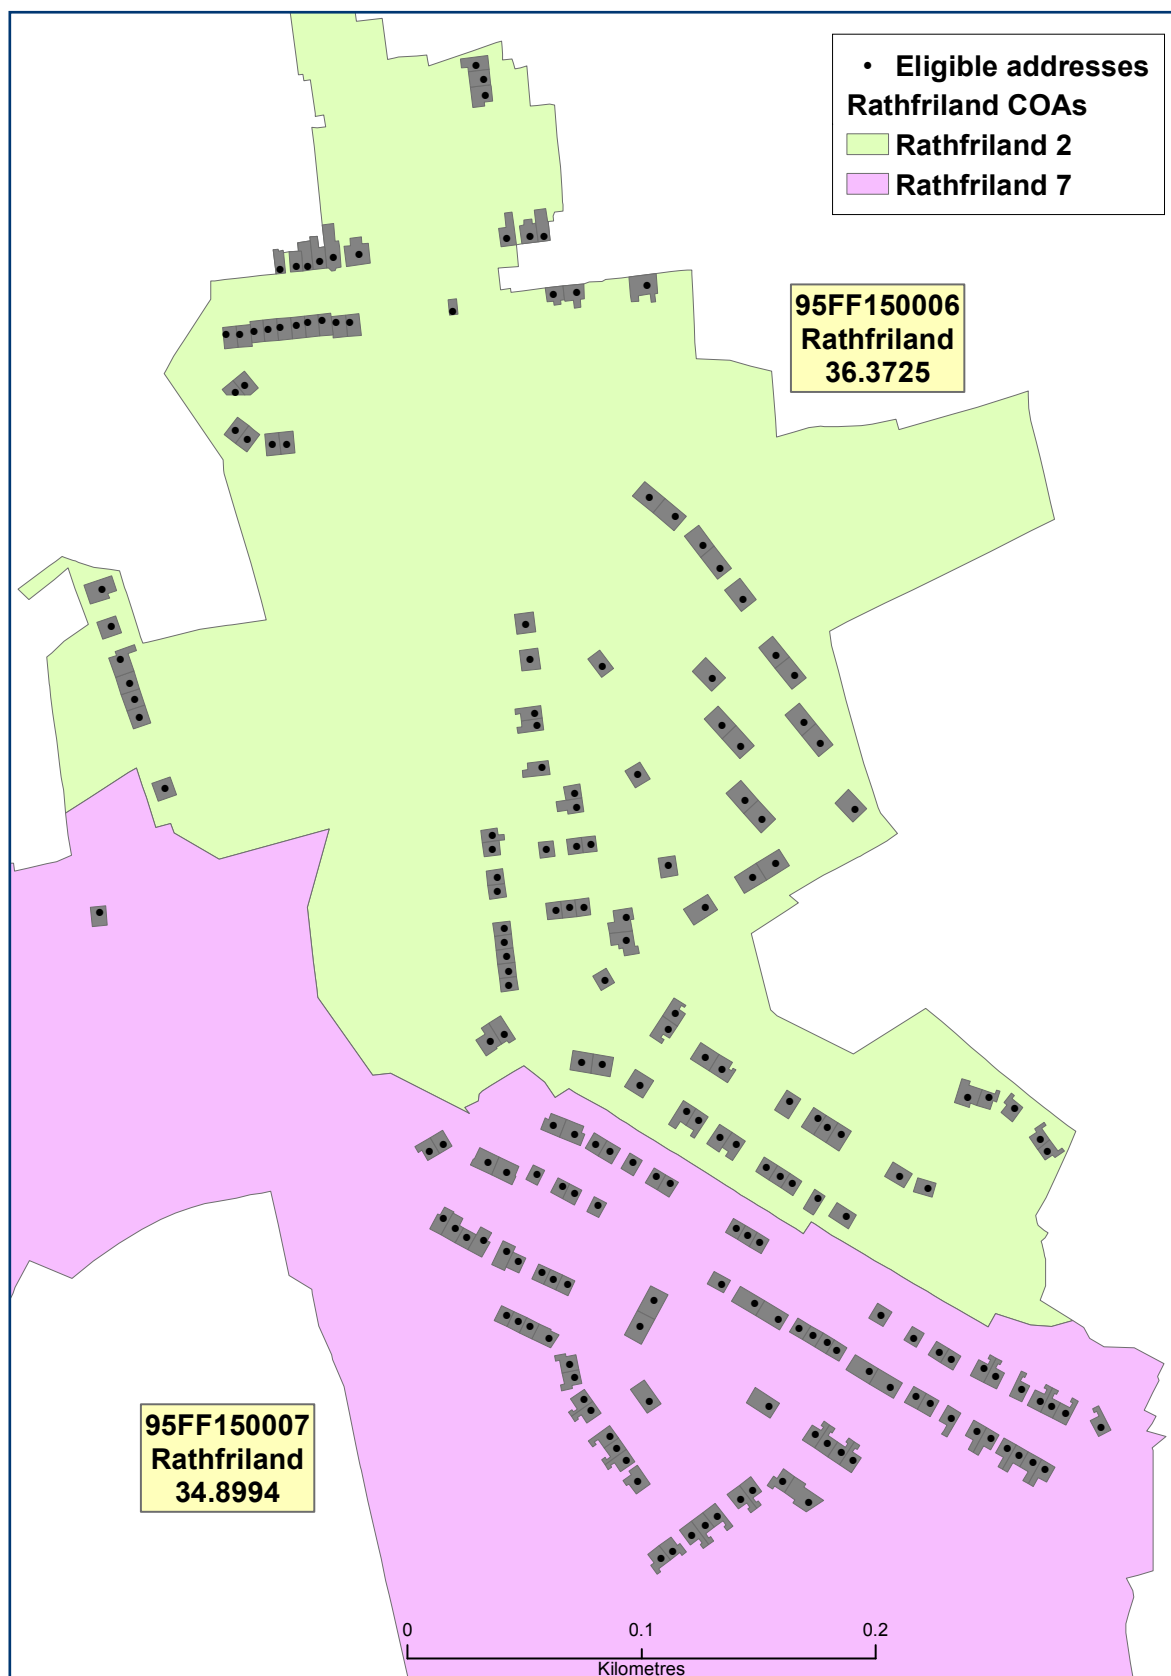 • Eligible addresses
Rathfriland COAs
Rathfriland 2
Rathfriland 7
95FF150006
Rathfriland
36.3725
95FF150007
Rathfriland
34.8994
0 0.1 0.2
Kilometres